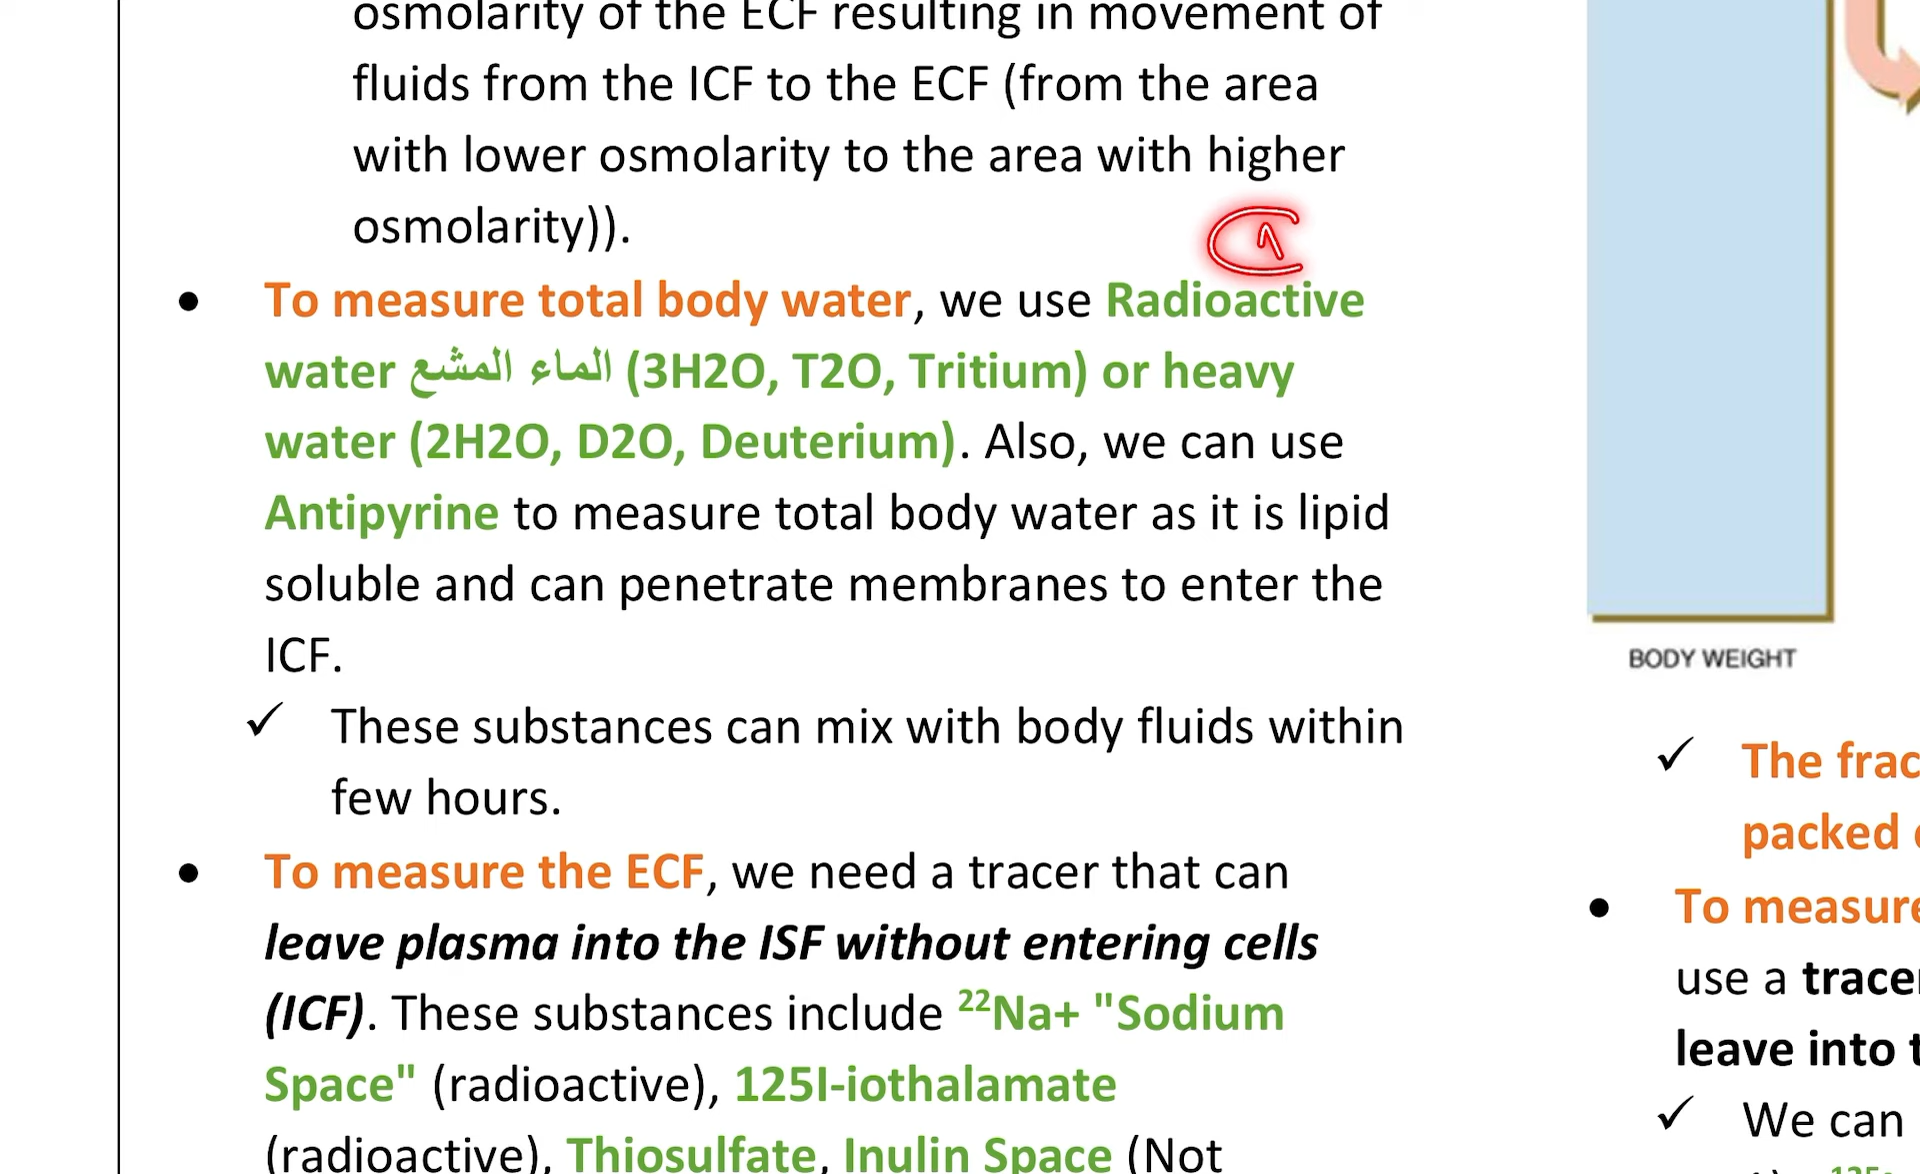 osmolarity of the ECF resulting in movement of
fluids from the ICF to the ECF (from the area
with lower osmolarity to the area with higher
osmolarity)).
• To measure total body water, we use Radioactive
water الماء المشع (3H2O, T2O, Tritium) or heavy
water (2H2O, D2O, Deuterium). Also, we can use
Antipyrine to measure total body water as it is lipid
soluble and can penetrate membranes to enter the
ICF.
✓ These substances can mix with body fluids within
few hours.
• To measure the ECF, we need a tracer that can
leave plasma into the ISF without entering cells
(ICF). These substances include ²²Na+ "Sodium
Space" (radioactive), 125I-iothalamate
(radioactive), Thiosulfate, Inulin Space (Not
BODY WEIGHT
✓ The frac
packed
• To measure
use a tracer
leave into t
✓ We can